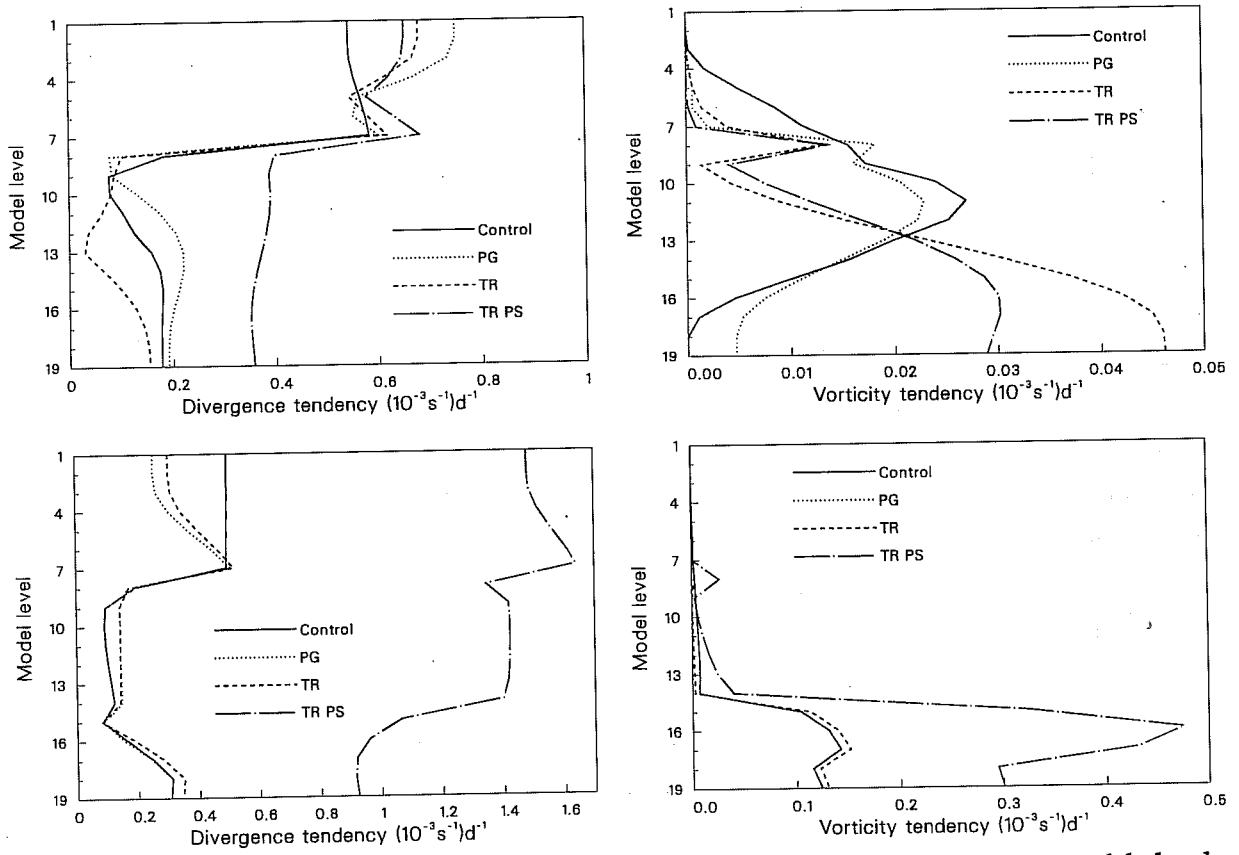 1
4
7
10
13
16
19
Model level
0
0.2
0.4
0.6
0.8
1
Divergence tendency (10⁻³s⁻¹)d⁻¹
Control
PG
TR
TR PS
1
4
7
10
13
16
19
Model level
0.00
0.01
0.02
0.03
0.04
0.05
Vorticity tendency (10⁻³s⁻¹)d⁻¹
Control
PG
TR
TR PS
1
4
7
10
13
16
19
Model level
0
0.2
0.4
0.6
0.8
1
1.2
1.4
1.6
Divergence tendency (10⁻³s⁻¹)d⁻¹
Control
PG
TR
TR PS
1
4
7
10
13
16
19
Model level
0.0
0.1
0.2
0.3
0.4
0.5
Vorticity tendency (10⁻³s⁻¹)d⁻¹
Control
PG
TR
TR PS